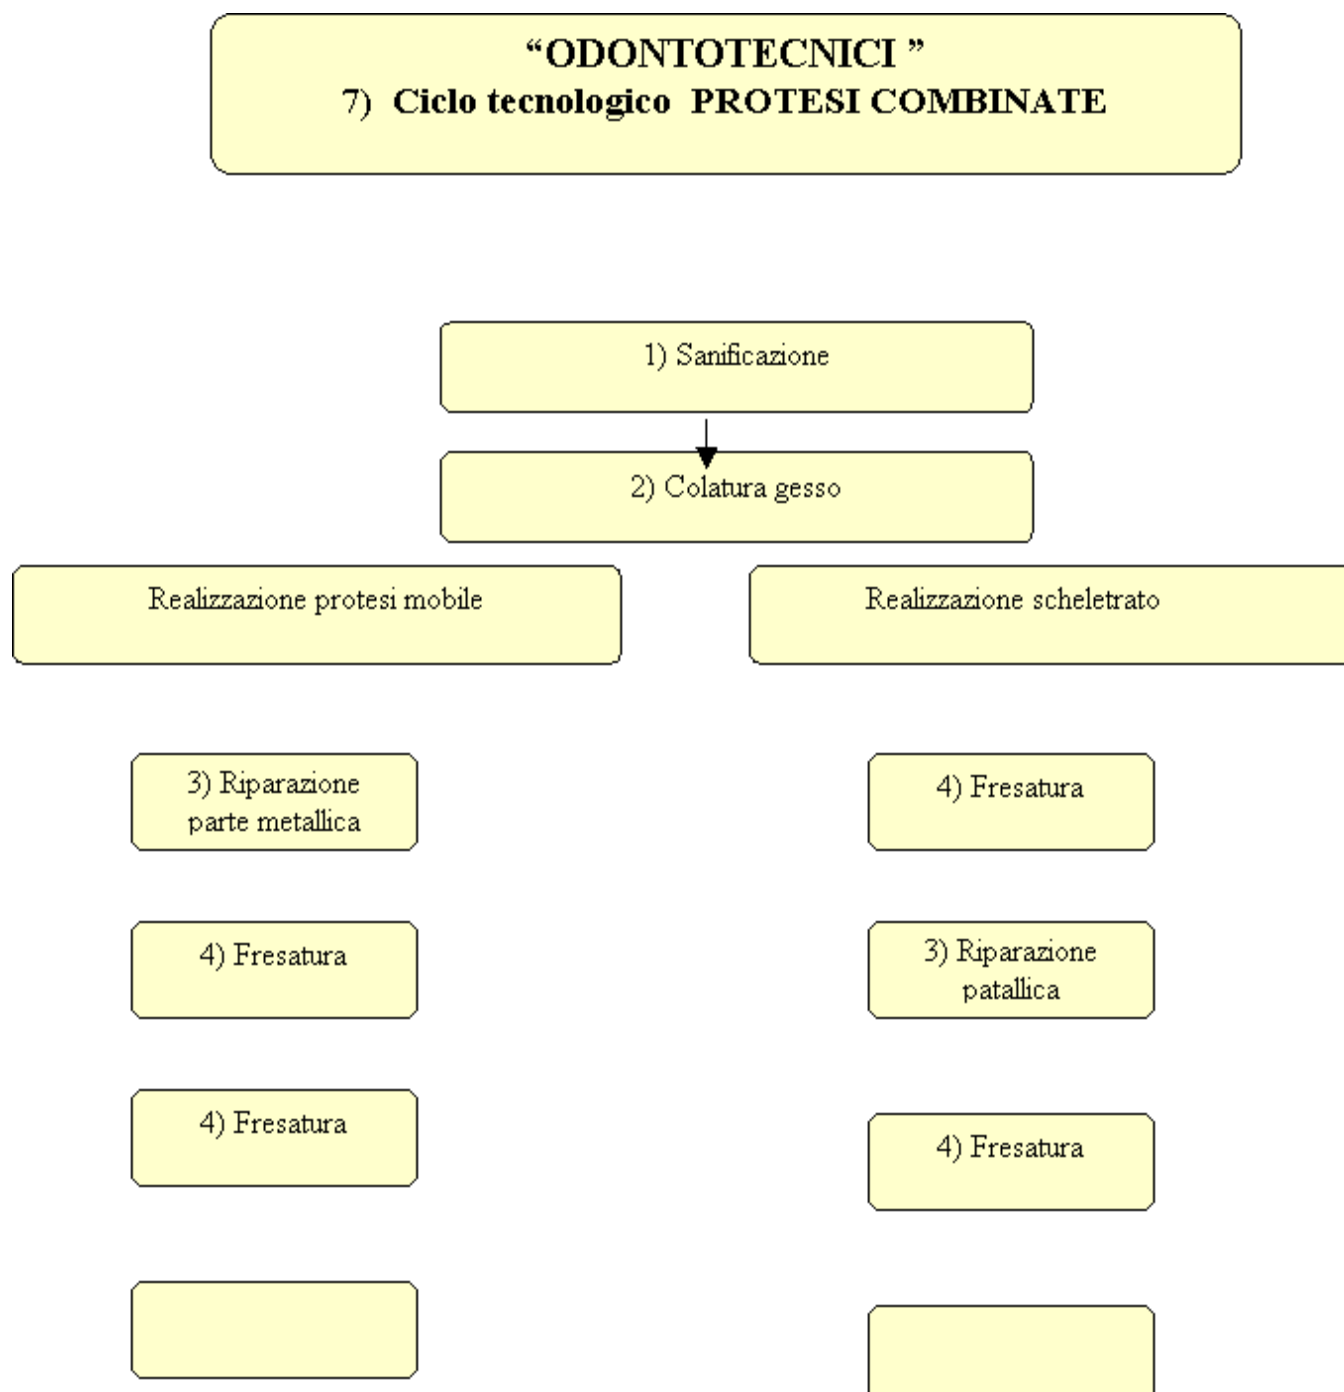 “ODONTOTECNICI ”
7) Ciclo tecnologico PROTESI COMBINATE
1) Sanificazione
2) Colatura gesso
Realizzazione protesi mobile
Realizzazione scheletrato
3) Riparazione
parte metallica
4) Fresatura
4) Fresatura
4) Fresatura
3) Riparazione
patallica
4) Fresatura